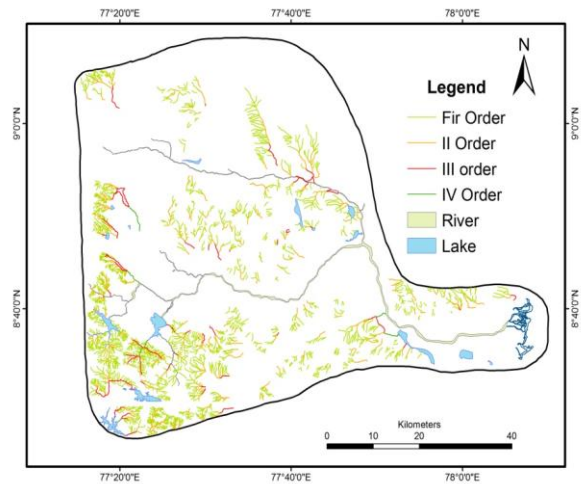 77°20'0"E 77°40'0"E 78°0'0"E
N
Legend
Fir Order
II Order
III order
IV Order
River
Lake
9°0'0"N 9°0'0"N
8°40'0"N 8°40'0"N
Kilometers
0 10 20 40
77°20'0"E 77°40'0"E 78°0'0"E